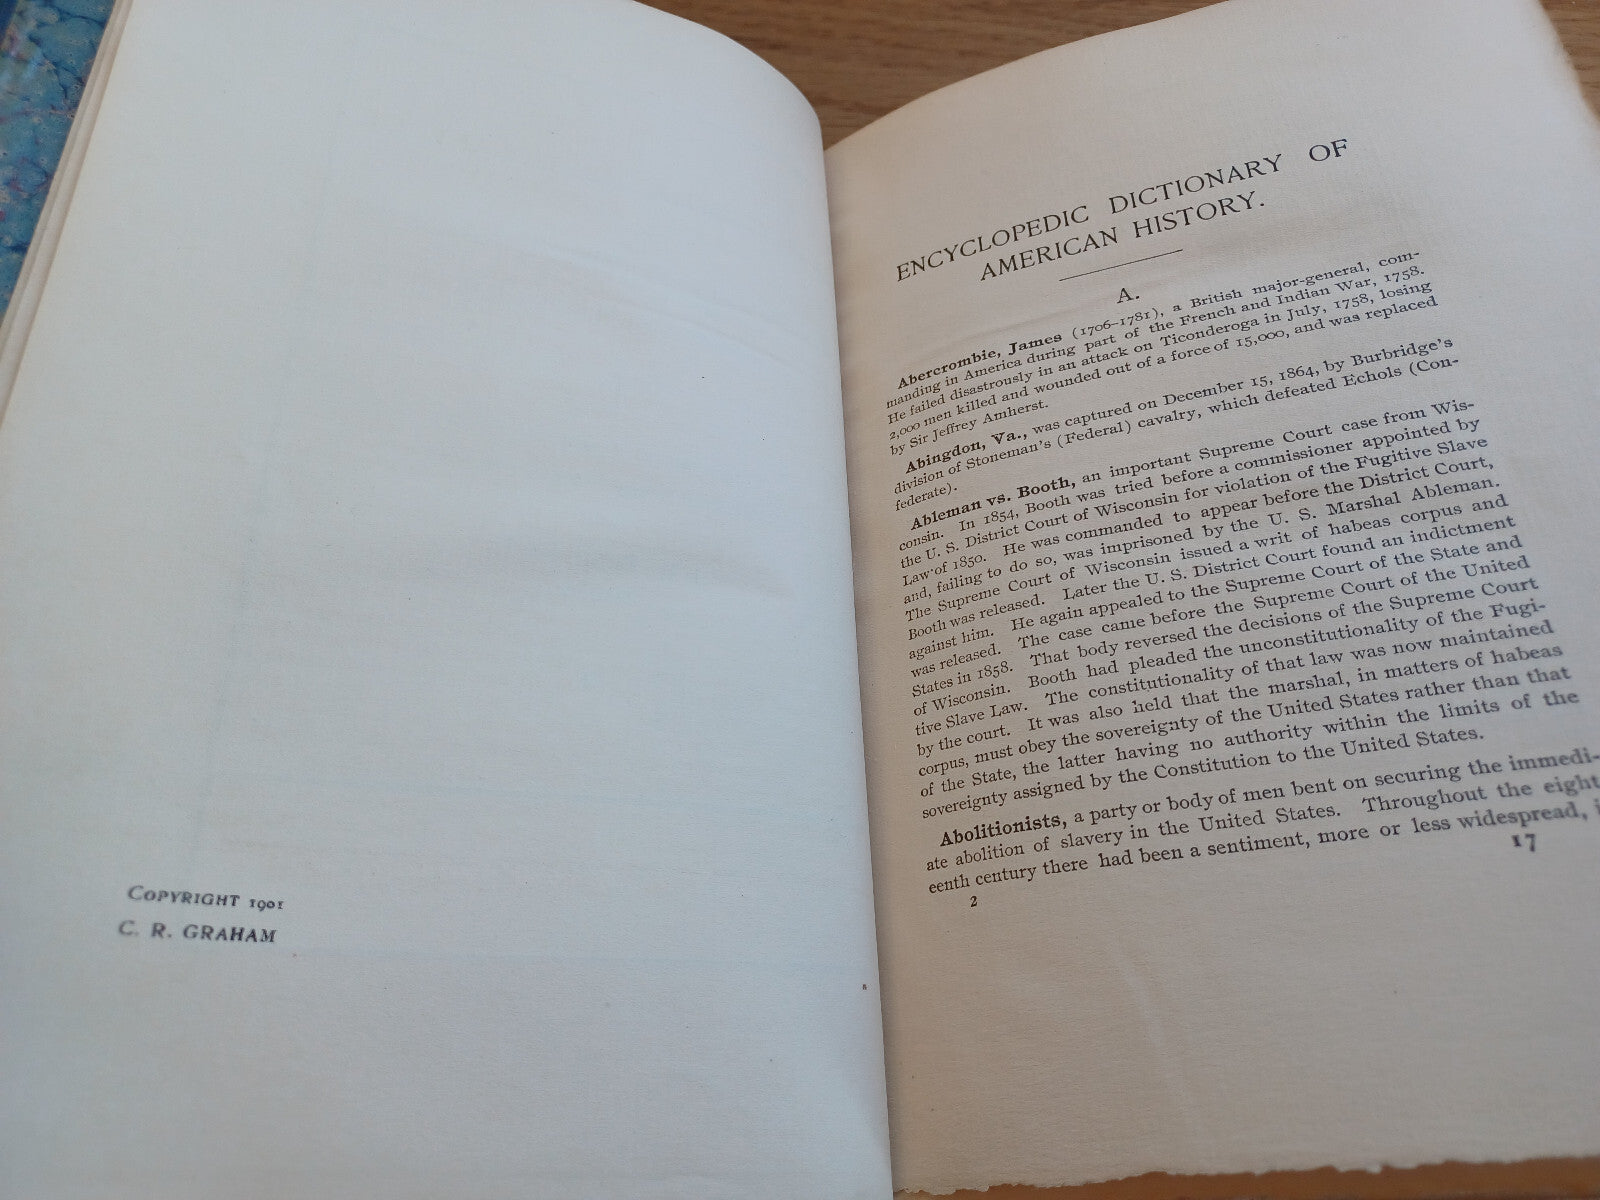 COPYRIGHT 1901
C. R. GRAHAM
ENCYCLOPEDIC DICTIONARY OF
AMERICAN HISTORY.
A.
Abercrombie, James (1706–1781), a British major-general, com-
manding in America during part of the French and Indian War, 1758.
He failed disastrously in an attack on Ticonderoga in July, 1758, losing
2,000 men killed and wounded out of a force of 15,000, and was replaced
by Sir Jeffrey Amherst.
Abingdon, Va., was captured on December 15, 1864, by Burbridge's
division of Stoneman's (Federal) cavalry, which defeated Echols (Con-
federate).
Ableman vs. Booth, an important Supreme Court case from Wis-
consin. In 1854, Booth was tried before a commissioner appointed by
the U. S. District Court of Wisconsin for violation of the Fugitive Slave
Law of 1850. He was commanded to appear before the District Court,
and, failing to do so, was imprisoned by the U. S. Marshal Ableman.
The Supreme Court of Wisconsin issued a writ of habeas corpus and
Booth was released. Later the U. S. District Court found an indictment
against him. He again appealed to the Supreme Court of the State and
was released. The case came before the Supreme Court of the United
States in 1858. That body reversed the decisions of the Supreme Court
of Wisconsin. Booth had pleaded the unconstitutionality of the Fugi-
tive Slave Law. The constitutionality of that law was now maintained
by the court. It was also held that the marshal, in matters of habeas
corpus, must obey the sovereignty of the United States rather than that
of the State, the latter having no authority within the limits of the
sovereignty assigned by the Constitution to the United States.
Abolitionists, a party or body of men bent on securing the immedi-
ate abolition of slavery in the United States. Throughout the eight
eenth century there had been a sentiment, more or less widespread,
2
17